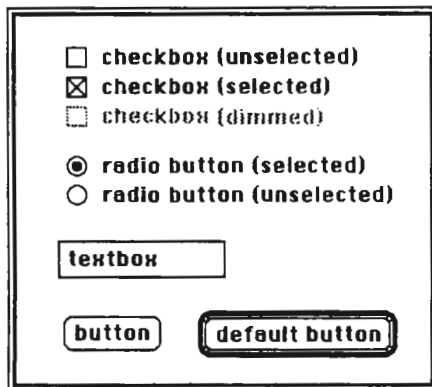 checkbox (unselected)
checkbox (selected)
checkbox (dimmed)
radio button (selected)
radio button (unselected)
textbox
button
default button